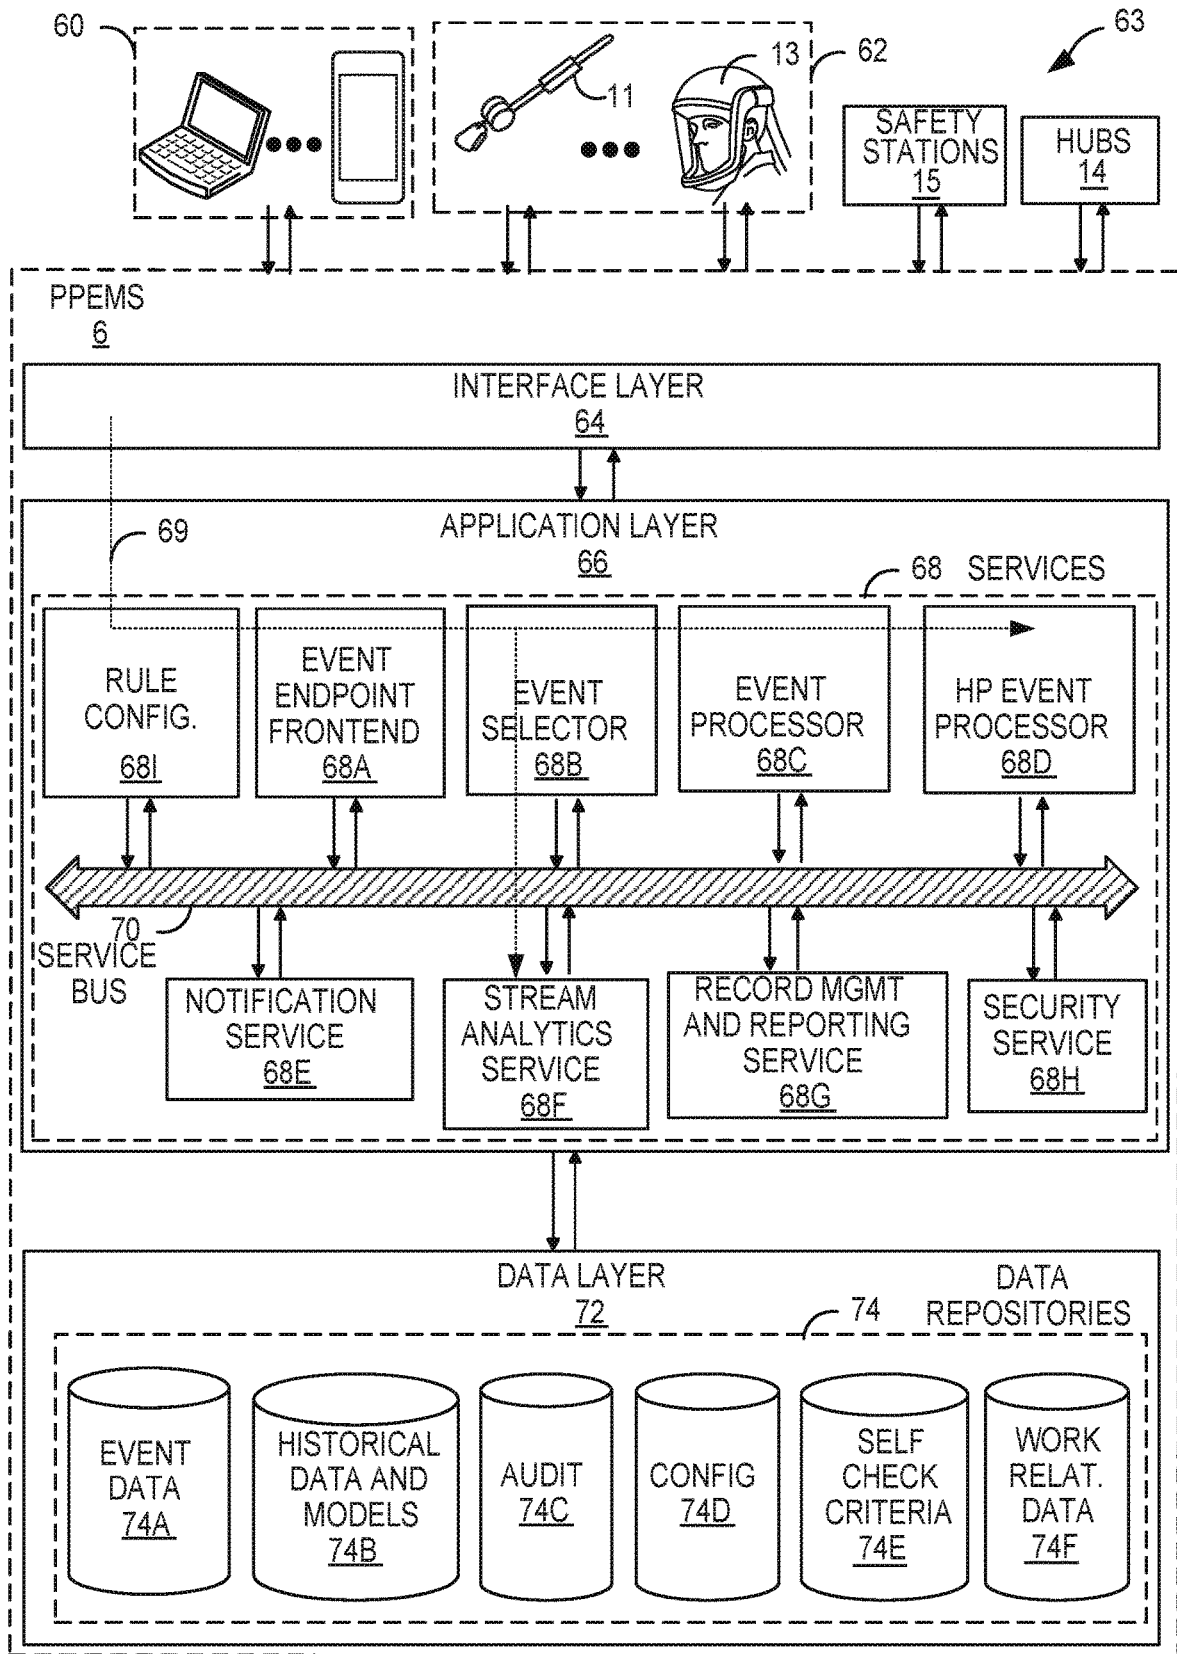 60
11
13
62
63
SAFETY
STATIONS
15
HUBS
14
PPEMS
6
INTERFACE LAYER
64
APPLICATION LAYER
66
69
68 SERVICES
RULE
CONFIG.
68I
EVENT
ENDPOINT
FRONTEND
68A
EVENT
SELECTOR
68B
EVENT
PROCESSOR
68C
HP EVENT
PROCESSOR
68D
70
SERVICE
BUS
NOTIFICATION
SERVICE
68E
STREAM
ANALYTICS
SERVICE
68F
RECORD MGMT
AND REPORTING
SERVICE
68G
SECURITY
SERVICE
68H
DATA LAYER
72
74
DATA
REPOSITORIES
EVENT
DATA
74A
HISTORICAL
DATA AND
MODELS
74B
AUDIT
74C
CONFIG
74D
SELF
CHECK
CRITERIA
74E
WORK
RELAT.
DATA
74F